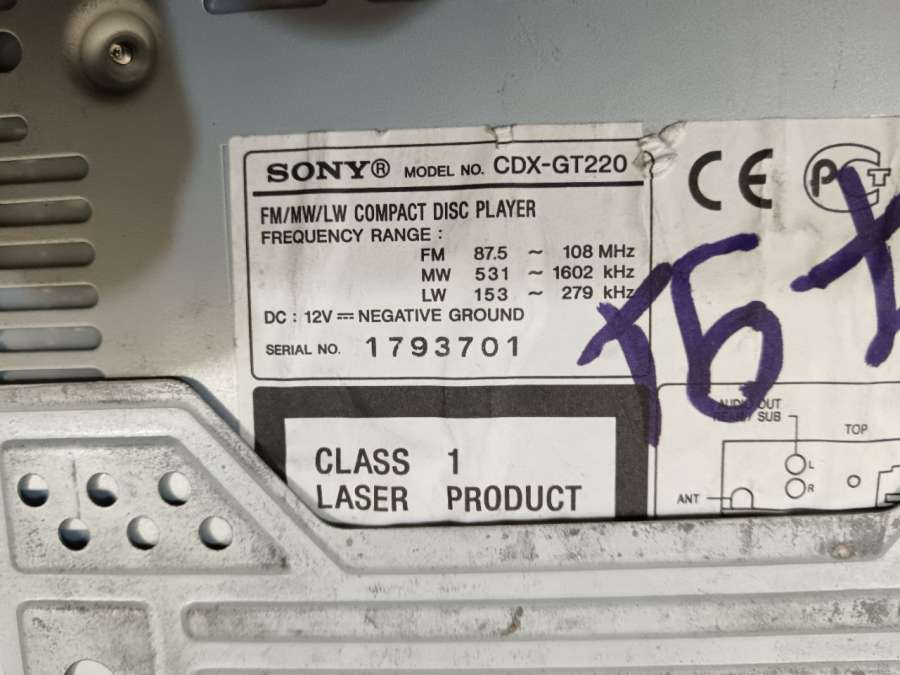 SONY® MODEL NO. CDX-GT220
FM/MW/LW COMPACT DISC PLAYER
FREQUENCY RANGE :
FM 87.5 ~ 108 MHz
MW 531 ~ 1602 kHz
LW 153 ~ 279 kHz
DC : 12V ⎓ NEGATIVE GROUND
SERIAL NO. 1793701
CLASS 1
LASER PRODUCT
CE
AUDIO OUT
REAR / SUB
TOP
L
R
ANT